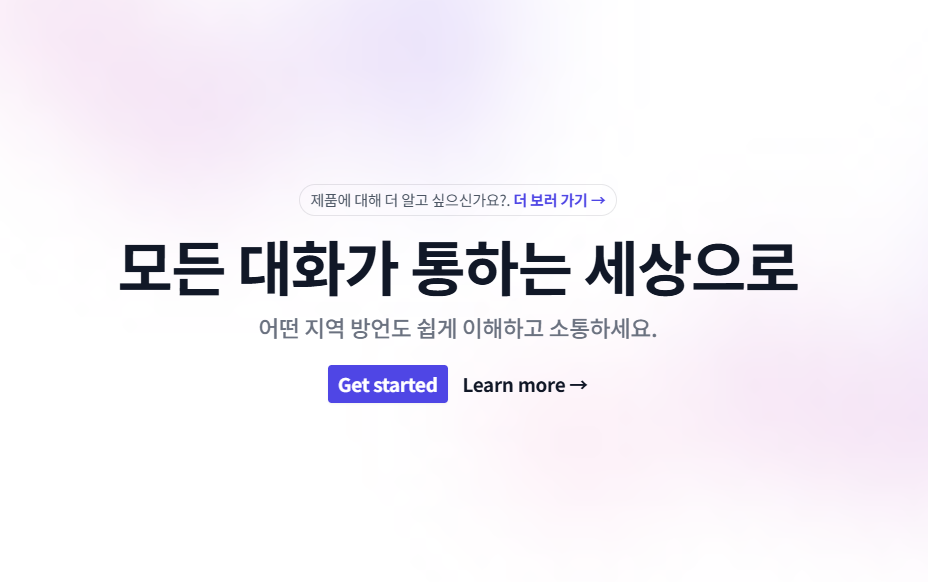 제품에 대해 더 알고 싶으신가요?. 더 보러 가기 →
모든 대화가 통하는 세상으로
어떤 지역 방언도 쉽게 이해하고 소통하세요.
Get started Learn more →